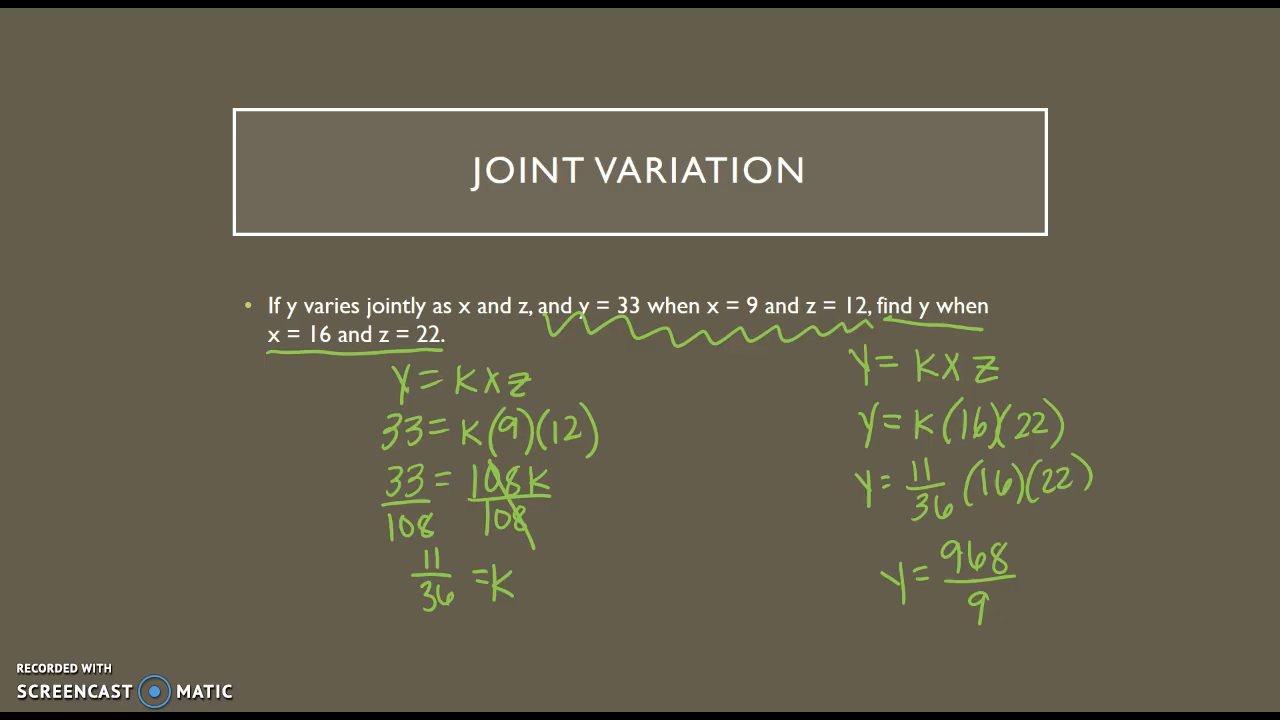 JOINT VARIATION
• If y varies jointly as x and z, and y = 33 when x = 9 and z = 12, find y when
x = 16 and z = 22.
Y = KXZ
33 = K(9)(12)
33 = 108K
108 108
11
36 = K
Y = KXZ
Y = K(16)(22)
Y = 11/36 (16)(22)
Y = 968/9
RECORDED WITH
SCREENCAST MATIC